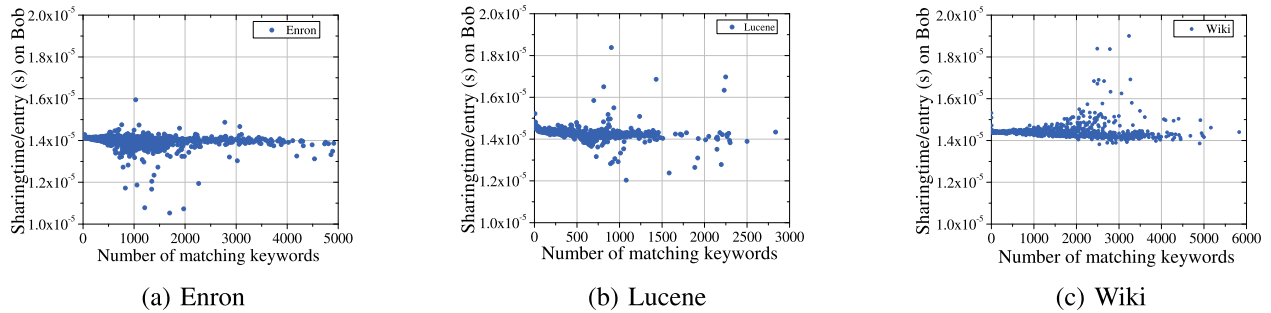 Sharingtime/entry (s) on Bob
2.0x10⁻⁵
1.8x10⁻⁵
1.6x10⁻⁵
1.4x10⁻⁵
1.2x10⁻⁵
1.0x10⁻⁵
Enron
0 1000 2000 3000 4000 5000
Number of matching keywords
(a) Enron
Sharingtime/entry (s) on Bob
2.0x10⁻⁵
1.8x10⁻⁵
1.6x10⁻⁵
1.4x10⁻⁵
1.2x10⁻⁵
1.0x10⁻⁵
Lucene
0 500 1000 1500 2000 2500 3000
Number of matching keywords
(b) Lucene
Sharingtime/entry (s) on Bob
2.0x10⁻⁵
1.8x10⁻⁵
1.6x10⁻⁵
1.4x10⁻⁵
1.2x10⁻⁵
1.0x10⁻⁵
Wiki
0 1000 2000 3000 4000 5000 6000
Number of matching keywords
(c) Wiki